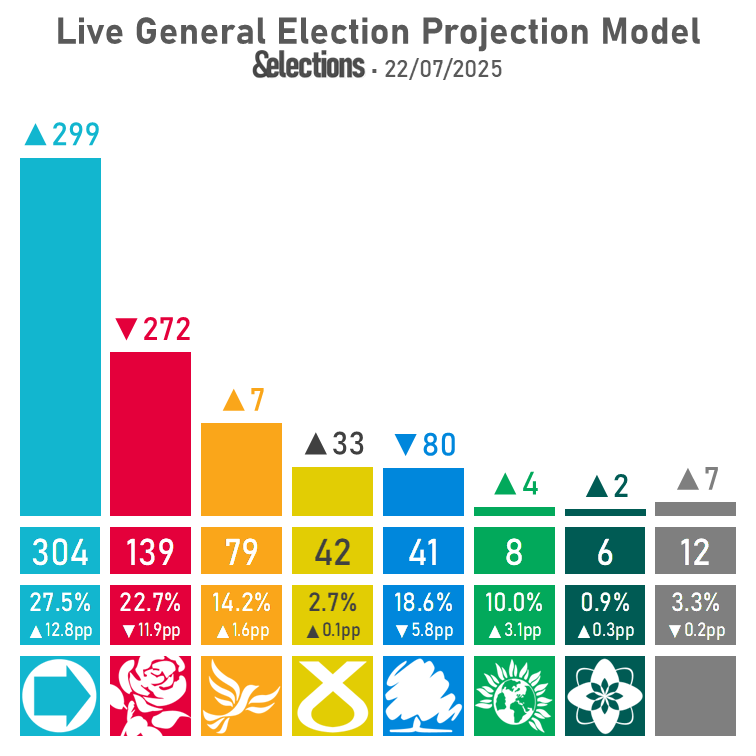 Live General Election Projection Model
&elections · 22/07/2025
▲299
▼272
▲7
▲33
▼80
▲4
▲2
▲7
304 139 79 42 41 8 6 12
27.5% 22.7% 14.2% 2.7% 18.6% 10.0% 0.9% 3.3%
▲12.8pp ▼11.9pp ▲1.6pp ▲0.1pp ▼5.8pp ▲3.1pp ▲0.3pp ▼0.2pp